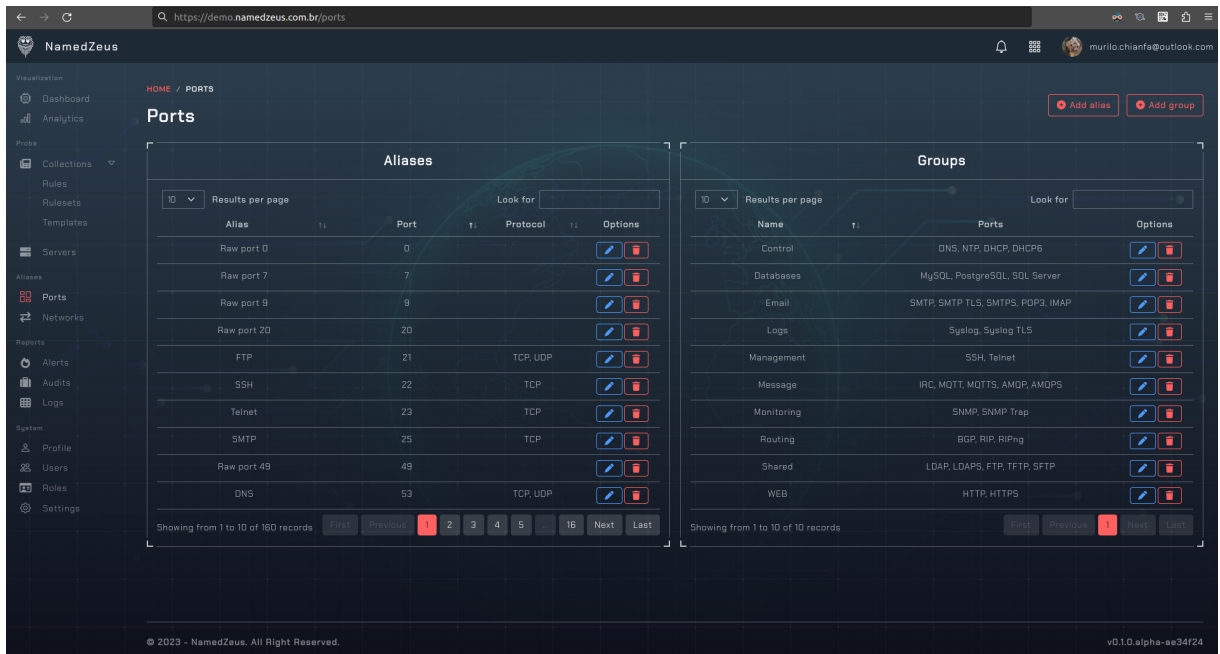 https://demo.namedzeus.com.br/ports
NamedZeus
murilo.chianfa@outlook.com
Visualization
Dashboard
Analytics
Probe
Collections
Rules
Rulesets
Templates
Servers
Aliases
Ports
Networks
Reports
Alerts
Audits
Logs
System
Profile
Users
Roles
Settings
HOME / PORTS
Ports
Add alias
Add group
Aliases
10 Results per page Look for
Alias Port Protocol Options
Raw port 0 0
Raw port 7 7
Raw port 9 9
Raw port 20 20
FTP 21 TCP, UDP
SSH 22 TCP
Telnet 23 TCP
SMTP 25 TCP
Raw port 49 49
DNS 53 TCP, UDP
Showing from 1 to 10 of 160 records First Previous 1 2 3 4 5 … 16 Next Last
Groups
10 Results per page Look for
Name Ports Options
Control DNS, NTP, DHCP, DHCP6
Databases MySQL, PostgreSQL, SQL Server
Email SMTP, SMTP TLS, SMTPS, POP3, IMAP
Logs Syslog, Syslog TLS
Management SSH, Telnet
Message IRC, MQTT, MQTTS, AMQP, AMQPS
Monitoring SNMP, SNMP Trap
Routing BGP, RIP, RIPng
Shared LDAP, LDAPS, FTP, TFTP, SFTP
WEB HTTP, HTTPS
Showing from 1 to 10 of 10 records First Previous 1 Next Last
© 2023 - NamedZeus. All Right Reserved.
v0.1.0.alpha-ae34f24